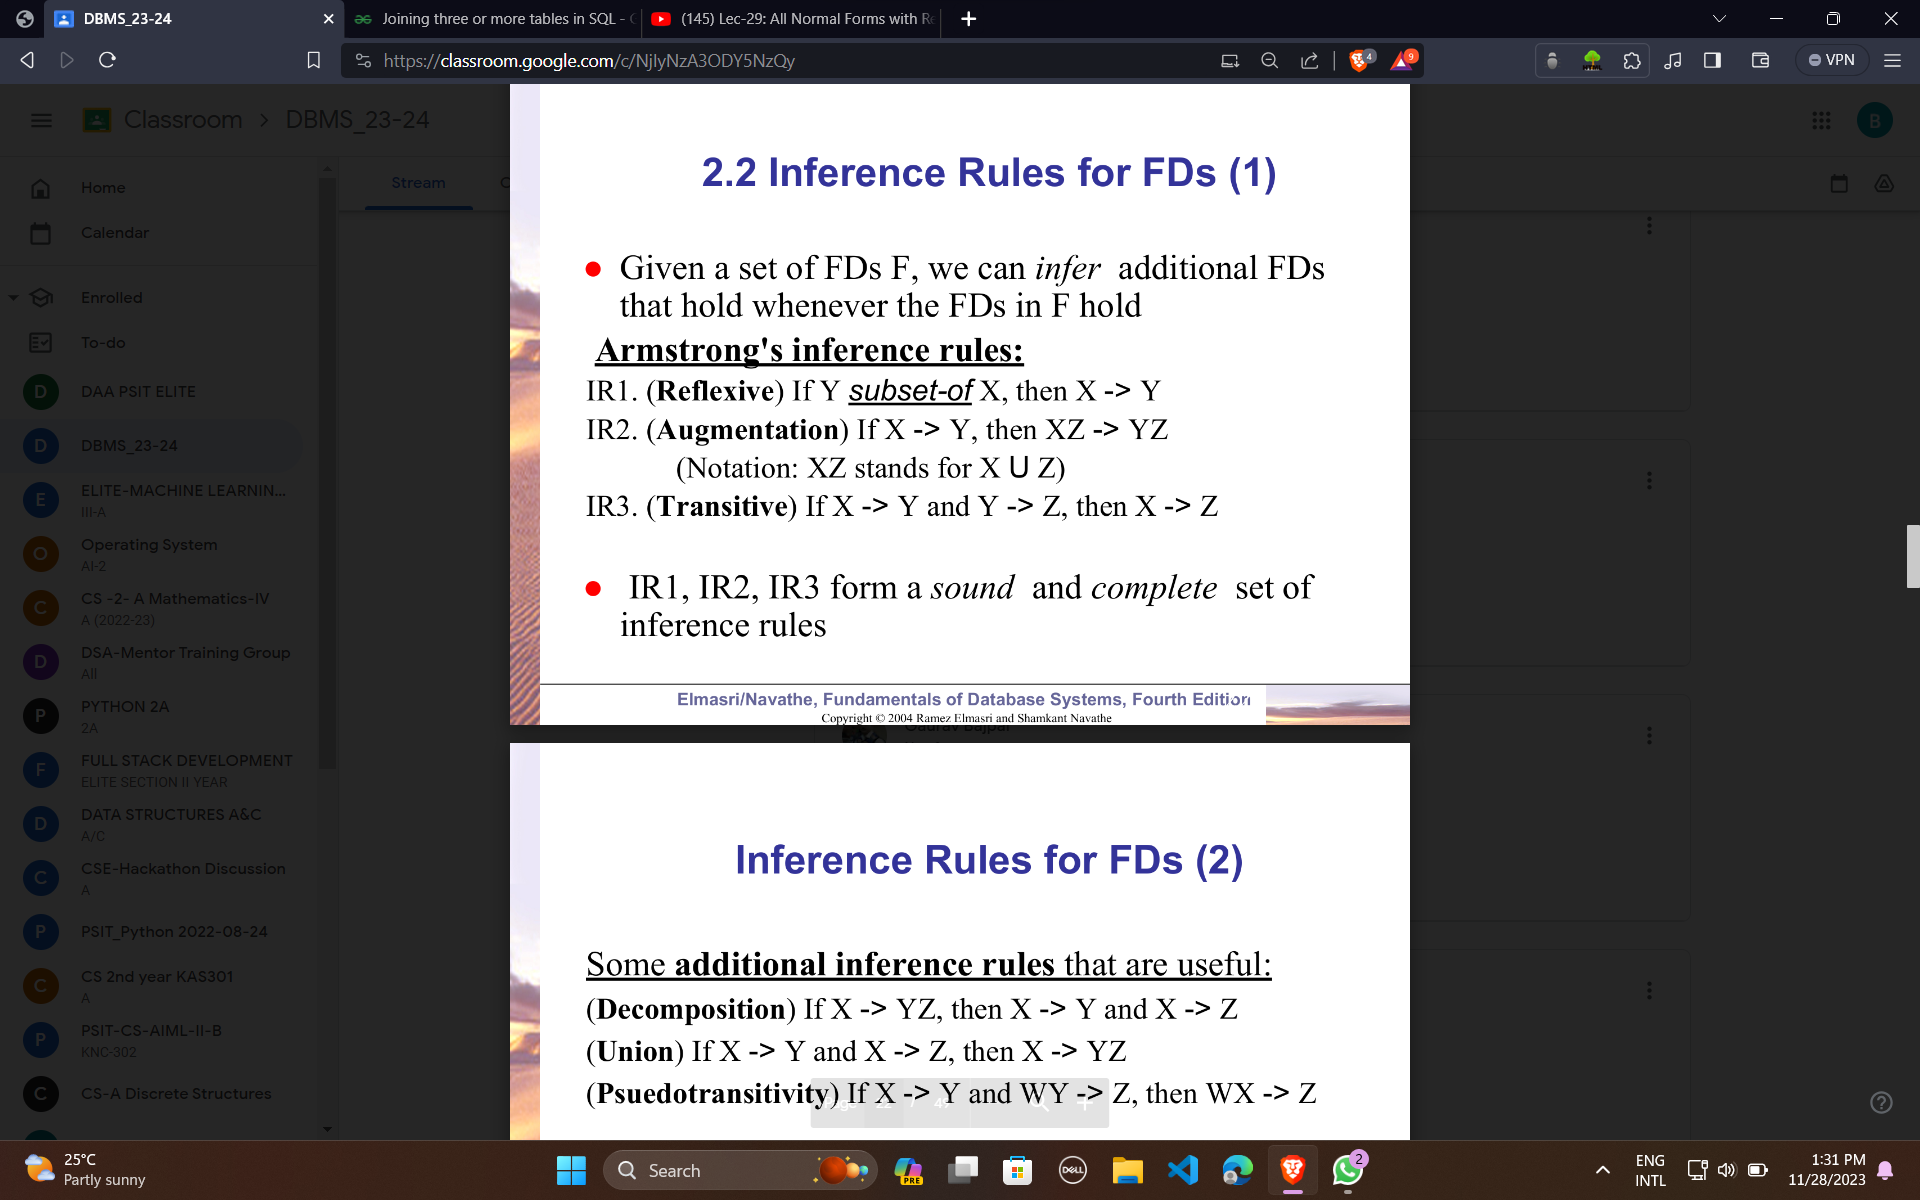 DBMS_23-24
Joining three or more tables in SQL -
(145) Lec-29: All Normal Forms with Re
https://classroom.google.com/c/NjIyNzA3ODY5NzQy
4
9
VPN
Classroom > DBMS_23-24
B
Stream
Home
Calendar
Enrolled
To-do
D DAA PSIT ELITE
D DBMS_23-24
E ELITE-MACHINE LEARNIN...
III-A
O Operating System
AI-2
C CS -2- A Mathematics-IV
A (2022-23)
D DSA-Mentor Training Group
All
P PYTHON 2A
2A
F FULL STACK DEVELOPMENT
ELITE SECTION II YEAR
D DATA STRUCTURES A&C
A/C
C CSE-Hackathon Discussion
A
P PSIT_Python 2022-08-24
C CS 2nd year KAS301
A
P PSIT-CS-AIML-II-B
KNC-302
C CS-A Discrete Structures
2.2 Inference Rules for FDs (1)
Given a set of FDs F, we can infer additional FDs
that hold whenever the FDs in F hold
Armstrong's inference rules:
IR1. (Reflexive) If Y subset-of X, then X -> Y
IR2. (Augmentation) If X -> Y, then XZ -> YZ
(Notation: XZ stands for X U Z)
IR3. (Transitive) If X -> Y and Y -> Z, then X -> Z
IR1, IR2, IR3 form a sound and complete set of
inference rules
Elmasri/Navathe, Fundamentals of Database Systems, Fourth Edition
Copyright © 2004 Ramez Elmasri and Shamkant Navathe
Gaurav Bajpai
Inference Rules for FDs (2)
Some additional inference rules that are useful:
(Decomposition) If X -> YZ, then X -> Y and X -> Z
(Union) If X -> Y and X -> Z, then X -> YZ
(Psuedotransitivity) If X -> Y and WY -> Z, then WX -> Z
25°C
Partly sunny
Search
PRE
DELL
2
ENG
INTL
1:31 PM
11/28/2023